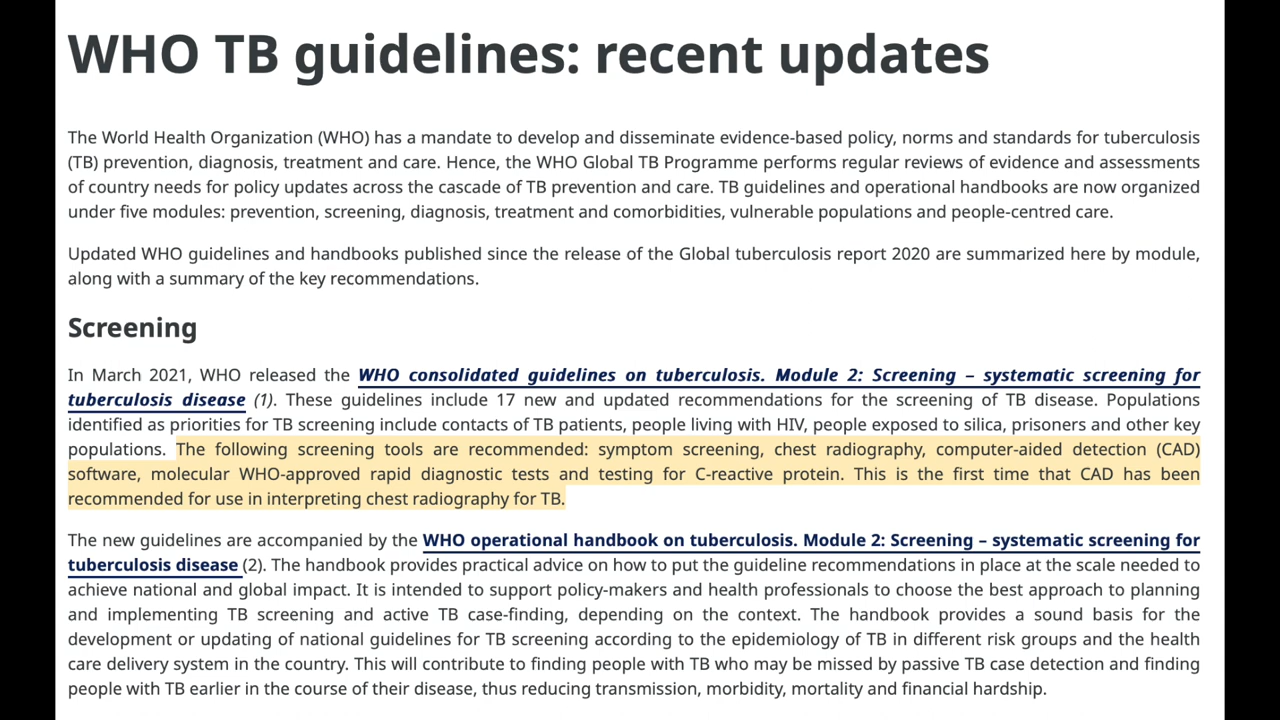 WHO TB guidelines: recent updates
The World Health Organization (WHO) has a mandate to develop and disseminate evidence-based policy, norms and standards for tuberculosis
(TB) prevention, diagnosis, treatment and care. Hence, the WHO Global TB Programme performs regular reviews of evidence and assessments
of country needs for policy updates across the cascade of TB prevention and care. TB guidelines and operational handbooks are now organized
under five modules: prevention, screening, diagnosis, treatment and comorbidities, vulnerable populations and people-centred care.
Updated WHO guidelines and handbooks published since the release of the Global tuberculosis report 2020 are summarized here by module,
along with a summary of the key recommendations.
Screening
In March 2021, WHO released the WHO consolidated guidelines on tuberculosis. Module 2: Screening – systematic screening for
tuberculosis disease (1). These guidelines include 17 new and updated recommendations for the screening of TB disease. Populations
identified as priorities for TB screening include contacts of TB patients, people living with HIV, people exposed to silica, prisoners and other key
populations. The following screening tools are recommended: symptom screening, chest radiography, computer-aided detection (CAD)
software, molecular WHO-approved rapid diagnostic tests and testing for C-reactive protein. This is the first time that CAD has been
recommended for use in interpreting chest radiography for TB.
The new guidelines are accompanied by the WHO operational handbook on tuberculosis. Module 2: Screening – systematic screening for
tuberculosis disease (2). The handbook provides practical advice on how to put the guideline recommendations in place at the scale needed to
achieve national and global impact. It is intended to support policy-makers and health professionals to choose the best approach to planning
and implementing TB screening and active TB case-finding, depending on the context. The handbook provides a sound basis for the
development or updating of national guidelines for TB screening according to the epidemiology of TB in different risk groups and the health
care delivery system in the country. This will contribute to finding people with TB who may be missed by passive TB case detection and finding
people with TB earlier in the course of their disease, thus reducing transmission, morbidity, mortality and financial hardship.